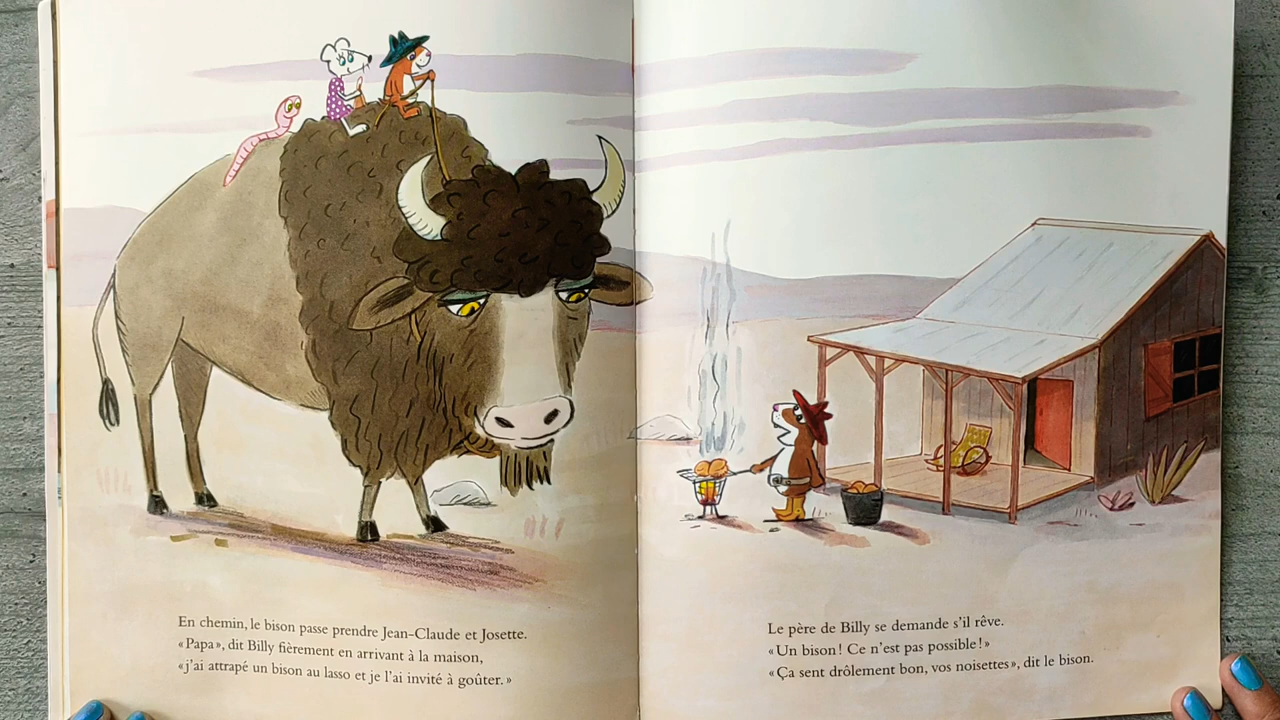 En chemin, le bison passe prendre Jean-Claude et Josette.
«Papa», dit Billy fièrement en arrivant à la maison,
«j'ai attrapé un bison au lasso et je l'ai invité à goûter.»
Le père de Billy se demande s'il rêve.
«Un bison! Ce n'est pas possible!»
«Ça sent drôlement bon, vos noisettes», dit le bison.